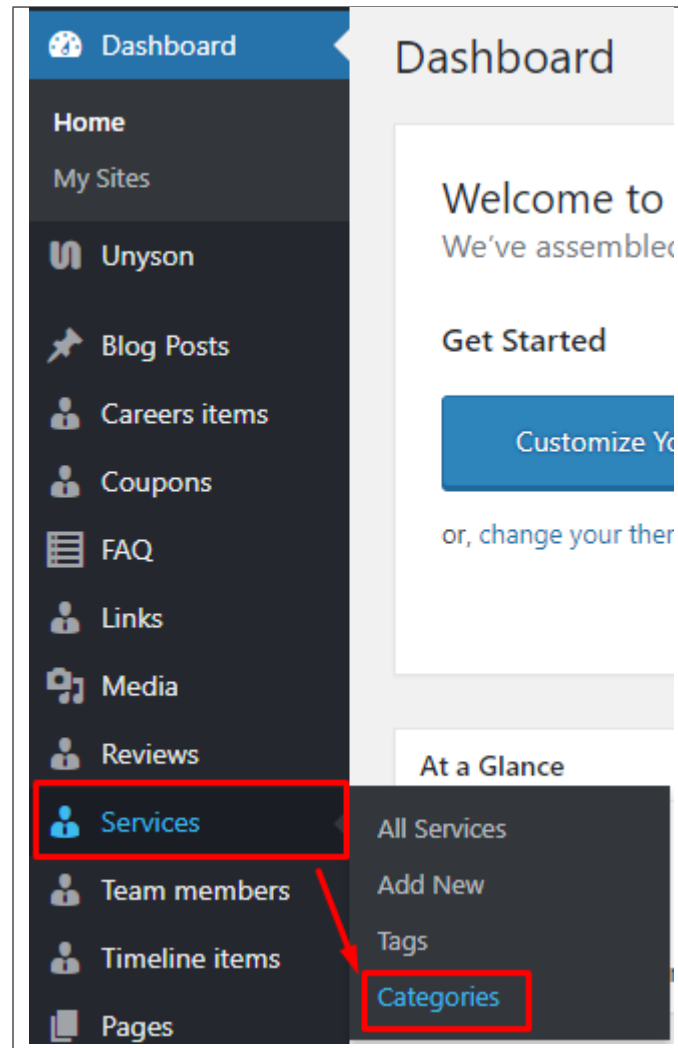 Dashboard
Home
My Sites
Unyson
Blog Posts
Careers items
Coupons
FAQ
Links
Media
Reviews
Services
Team members
Timeline items
Pages
Dashboard
Welcome to
We've assembled
Get Started
Customize
or, change your
At a Glance
All Services
Add New
Tags
Categories